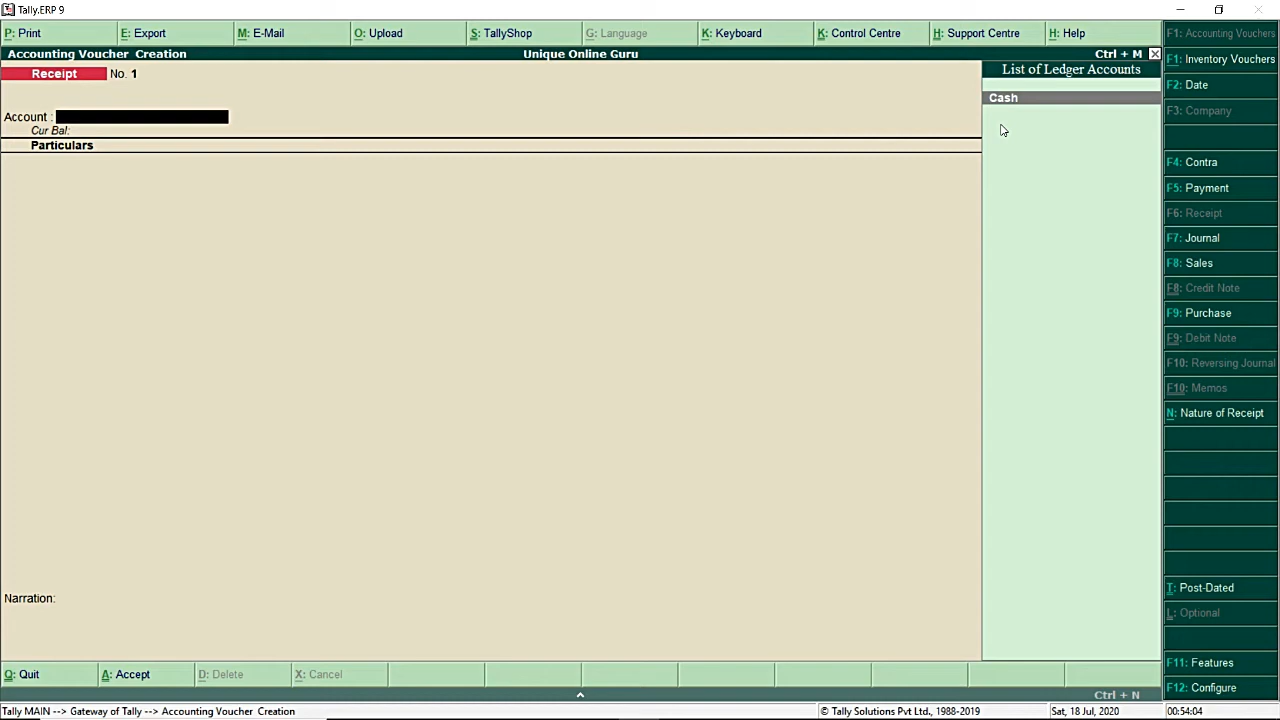 Tally.ERP 9
P: Print
E: Export
M: E-Mail
O: Upload
S: TallyShop
G: Language
K: Keyboard
K: Control Centre
H: Support Centre
H: Help
Accounting Voucher Creation
Unique Online Guru
Ctrl + M
Receipt No. 1
Account :
Cur Bal:
Particulars
Narration:
List of Ledger Accounts
Cash
F1: Accounting Vouchers
F1: Inventory Vouchers
F2: Date
F3: Company
F4: Contra
F5: Payment
F6: Receipt
F7: Journal
F8: Sales
F8: Credit Note
F9: Purchase
F9: Debit Note
F10: Reversing Journal
F10: Memos
N: Nature of Receipt
T: Post-Dated
L: Optional
F11: Features
F12: Configure
Q: Quit
A: Accept
D: Delete
X: Cancel
Ctrl + N
Tally MAIN --> Gateway of Tally --> Accounting Voucher Creation
© Tally Solutions Pvt Ltd., 1988-2019
Sat, 18 Jul, 2020
00:54:04